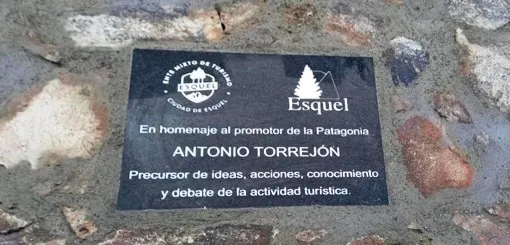 ENTE MIXTO DE TURISMO
ESQUEL
CIUDAD DE ESQUEL
Esquel
En homenaje al promotor de la Patagonia
ANTONIO TORREJÓN
Precursor de ideas, acciones, conocimiento
y debate de la actividad turística.